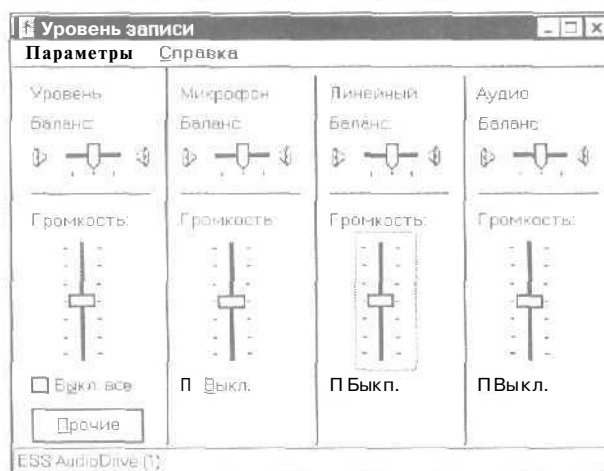 Уровень записи
Параметры Справка
Уровень Микрофон Линейный Аудио
Баланс: Баланс: Баланс: Баланс:
Громкость: Громкость: Громкость: Громкость:
Выкл. все П Выкл. П Быкп. П Выкл.
Прочие
ESS AudioDrive (1)